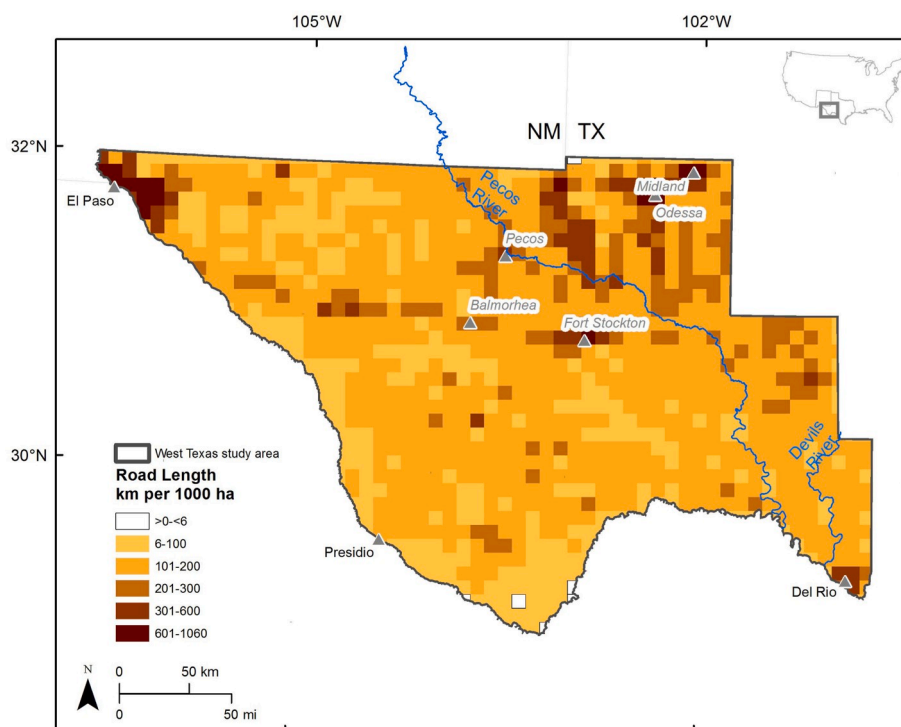 105°W
102°W
32°N
NM TX
El Paso
Pecos
River
Midland
Odessa
Pecos
Balmorhea
Fort Stockton
30°N
Devils
River
West Texas study area
Road Length
km per 1000 ha
>0-<6
6-100
101-200
201-300
301-600
601-1060
Presidio
Del Rio
N
0 50 km
0 50 mi